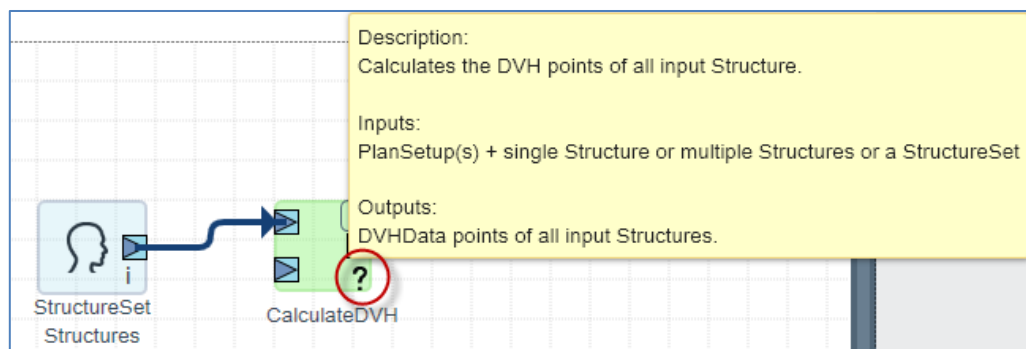 Description:
Calculates the DVH points of all input Structure.
Inputs:
PlanSetup(s) + single Structure or multiple Structures or a StructureSet
Outputs:
DVHData points of all input Structures.
i
?
StructureSet
Structures
CalculateDVH